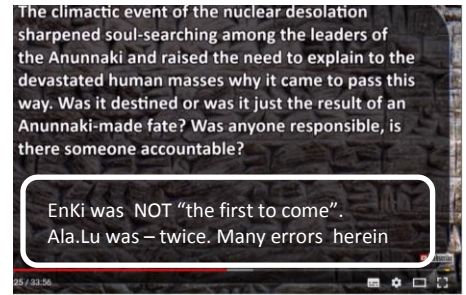 The climactic event of the nuclear desolation
sharpened soul-searching among the leaders of
the Anunnaki and raised the need to explain to the
devastated human masses why it came to pass this
way. Was it destined or was it just the result of an
Anunnaki-made fate? Was anyone responsible, is
there someone accountable?
EnKi was NOT “the first to come”.
Ala.Lu was – twice. Many errors herein
25 / 33:56